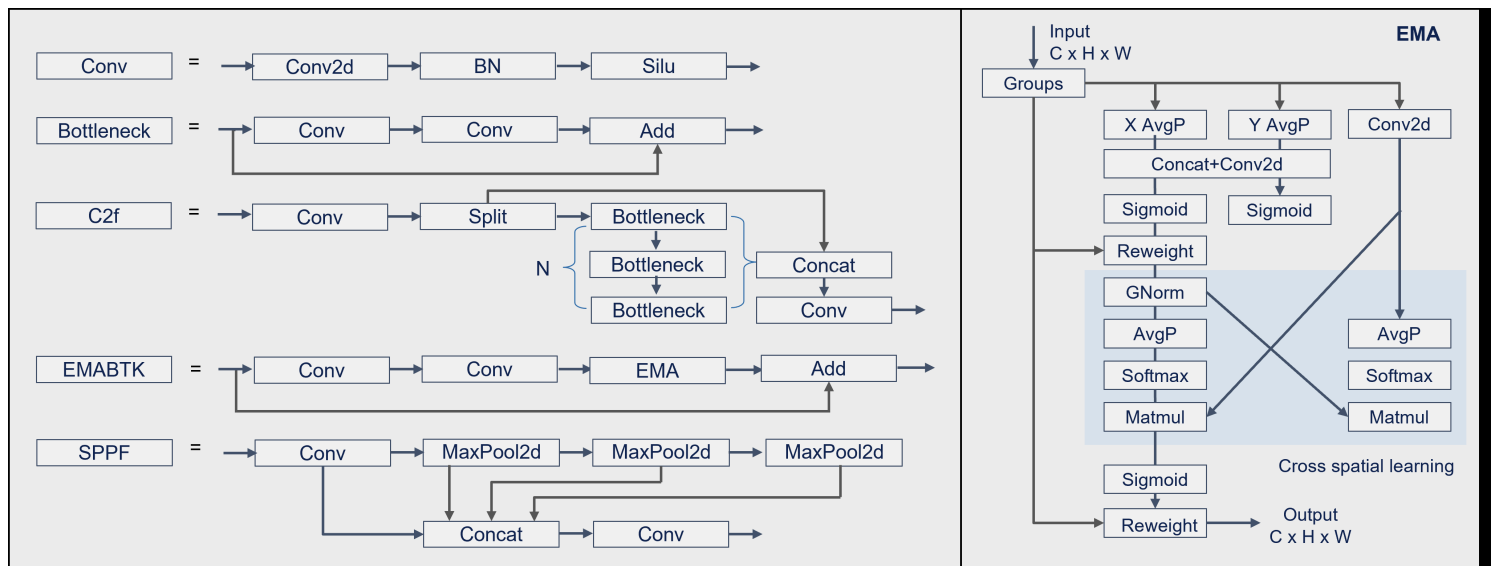 Conv = Conv2d BN Silu
Bottleneck = Conv Conv Add
C2f = Conv Split Bottleneck
N Bottleneck Concat
Bottleneck Conv
EMABTK = Conv Conv EMA Add
SPPF = Conv MaxPool2d MaxPool2d MaxPool2d
Concat Conv
EMA
Input
C x H x W
Groups
X AvgP Y AvgP Conv2d
Concat+Conv2d
Sigmoid Sigmoid
Reweight
GNorm
AvgP AvgP
Softmax Softmax
Matmul Matmul
Cross spatial learning
Sigmoid
Reweight
Output
C x H x W